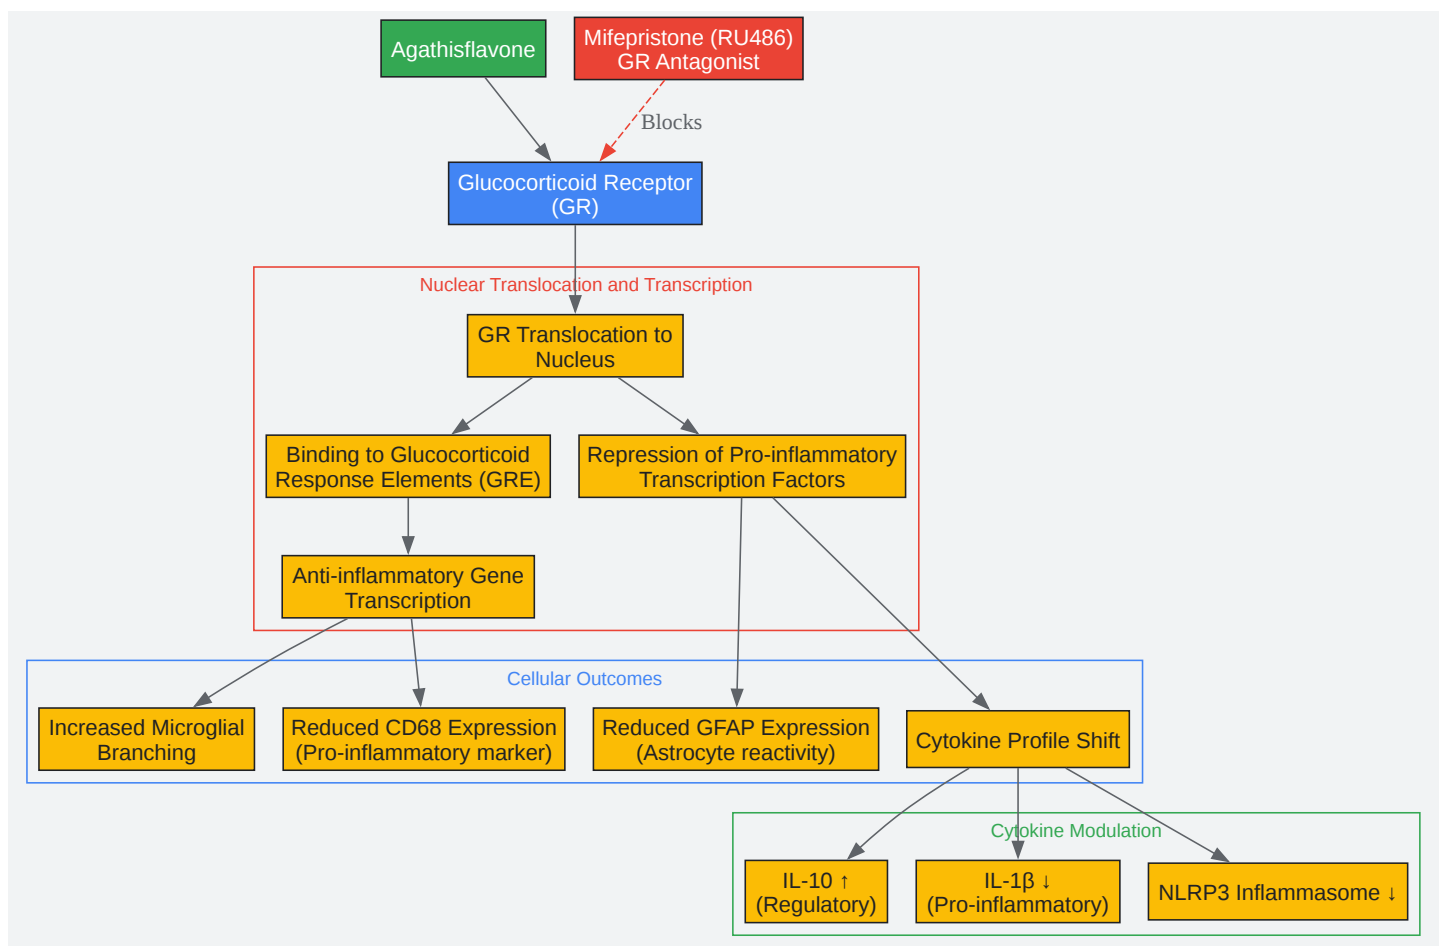 Agathisflavone
Mifepristone (RU486)
GR Antagonist
Blocks
Glucocorticoid Receptor
(GR)
Nuclear Translocation and Transcription
GR Translocation to
Nucleus
Binding to Glucocorticoid
Response Elements (GRE)
Repression of Pro-inflammatory
Transcription Factors
Anti-inflammatory Gene
Transcription
Cellular Outcomes
Increased Microglial
Branching
Reduced CD68 Expression
(Pro-inflammatory marker)
Reduced GFAP Expression
(Astrocyte reactivity)
Cytokine Profile Shift
Cytokine Modulation
IL-10 ↑
(Regulatory)
IL-1β ↓
(Pro-inflammatory)
NLRP3 Inflammasome ↓